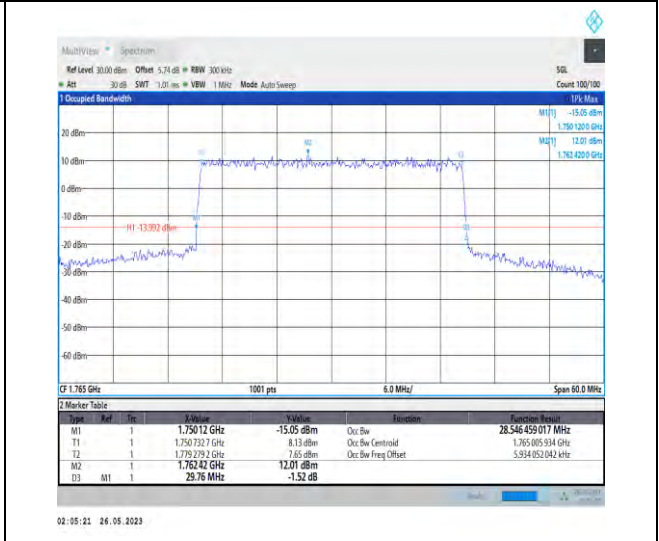 MultiView Spectrum
Ref Level 30.00 dBm Offset 5.74 dB RBW 300 kHz SGL
Att 30 dB SWT 1.01 ms VBW 1 MHz Mode Auto Sweep Count 100/100
1 Occupied Bandwidth 1Pk Max
M1[1] -15.05 dBm
1.750 120 0 GHz
M2[1] 12.01 dBm
1.762 420 0 GHz
20 dBm
M2
T1 T2
10 dBm
0 dBm
-10 dBm
M1
H1 -13.992 dBm
D3
-20 dBm
-30 dBm
-40 dBm
-50 dBm
-60 dBm
CF 1.765 GHz 1001 pts 6.0 MHz/ Span 60.0 MHz
2 Marker Table
Type Ref Trc X-Value Y-Value Function Function Result
M1 1 1.750 12 GHz -15.05 dBm Occ Bw 28.546 459 017 MHz
T1 1 1.750 732 7 GHz 8.13 dBm Occ Bw Centroid 1.765 005 934 GHz
T2 1 1.779 279 2 GHz 7.65 dBm Occ Bw Freq Offset 5.934 052 042 kHz
M2 1 1.762 42 GHz 12.01 dBm
D3 M1 1 29.76 MHz -1.52 dB
02:05:21 26.05.2023